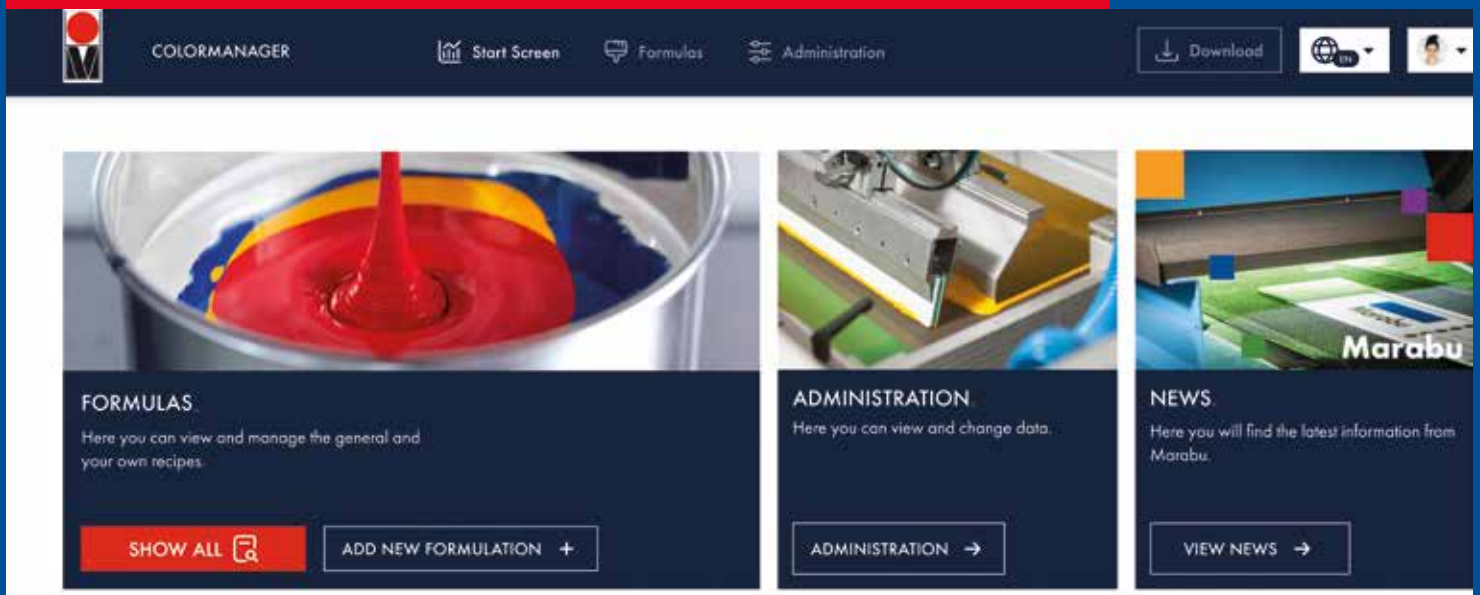 COLORMANAGER
Start Screen
Formulas
Administration
Download
EN
Marabu
FORMULAS
Here you can view and manage the general and
your own recipes.
SHOW ALL
ADD NEW FORMULATION +
ADMINISTRATION
Here you can view and change data.
ADMINISTRATION →
NEWS
Here you will find the latest information from
Marabu.
VIEW NEWS →